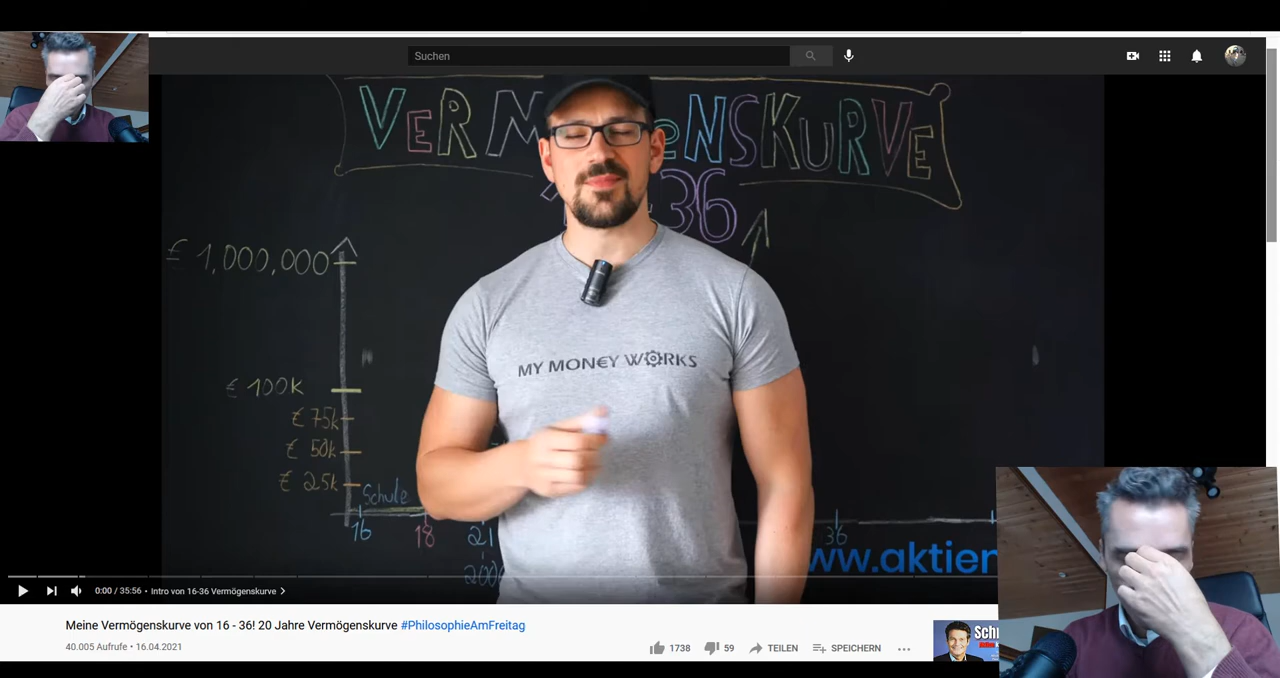 Suchen
VERM ENSKURVE
36
€ 1,000,000
€ 100k
€ 75k
€ 50k
€ 25k
Schule
16
18
21
36
MY MONEY WORKS
www.aktien
0:00 / 35:56 • Intro von 16-36 Vermögenskurve
Meine Vermögenskurve von 16 - 36! 20 Jahre Vermögenskurve #PhilosophieAmFreitag
40.005 Aufrufe • 16.04.2021
1738
59
TEILEN
SPEICHERN